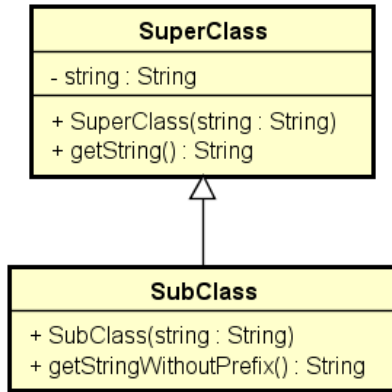 SuperClass
- string : String
+ SuperClass(string : String)
+ getString() : String
SubClass
+ SubClass(string : String)
+ getStringWithoutPrefix() : String